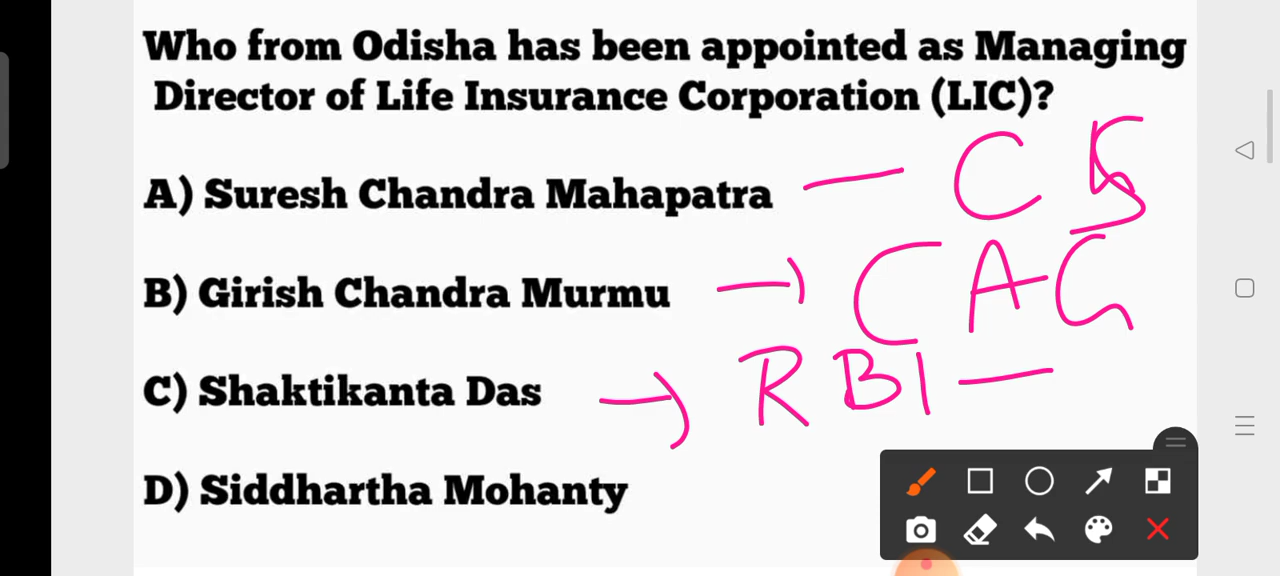 Who from Odisha has been appointed as Managing
Director of Life Insurance Corporation (LIC)?
A) Suresh Chandra Mahapatra — C S
B) Girish Chandra Murmu → CAG
C) Shaktikanta Das → RBI —
D) Siddhartha Mohanty